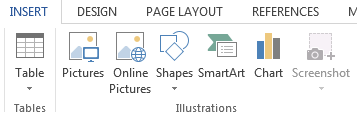 INSERT DESIGN PAGE LAYOUT REFERENCES M
Table Pictures Online Pictures Shapes SmartArt Chart Screenshot
Tables Illustrations